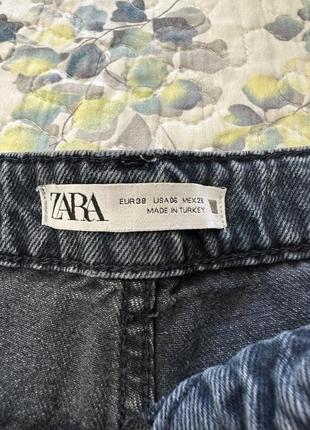 ZARA
EUR 38 USA 06 MEX 28
MADE IN TURKEY